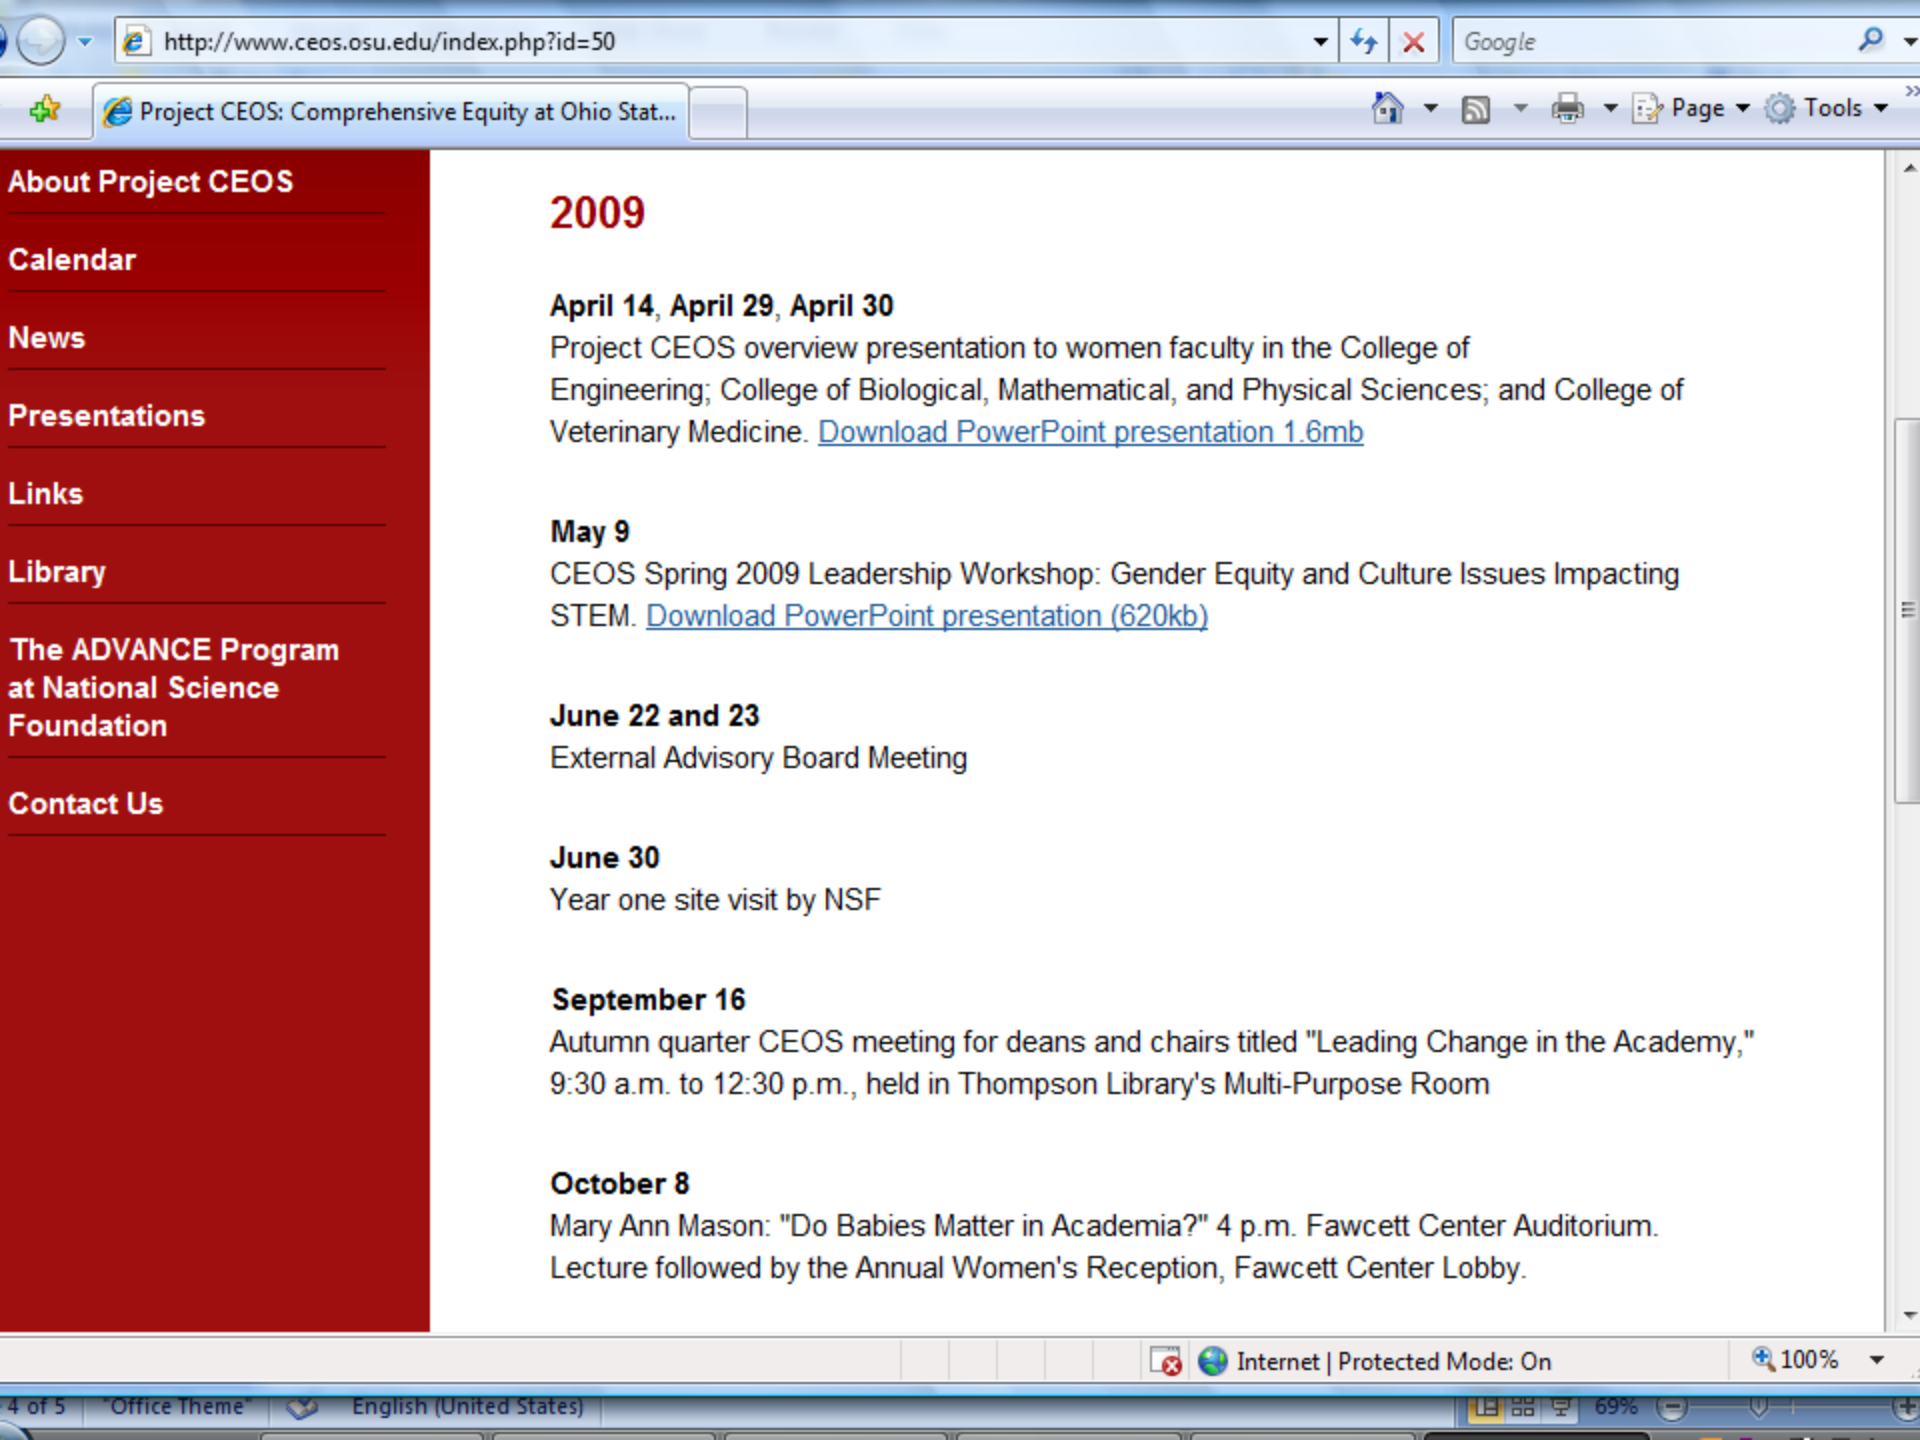 http://www.ceos.osu.edu/index.php?id=50
Google
Project CEOS: Comprehensive Equity at Ohio Stat...
Page
Tools
About Project CEOS
Calendar
News
Presentations
Links
Library
The ADVANCE Program
at National Science
Foundation
Contact Us
2009
April 14, April 29, April 30
Project CEOS overview presentation to women faculty in the College of
Engineering; College of Biological, Mathematical, and Physical Sciences; and College of
Veterinary Medicine. Download PowerPoint presentation 1.6mb
May 9
CEOS Spring 2009 Leadership Workshop: Gender Equity and Culture Issues Impacting
STEM. Download PowerPoint presentation (620kb)
June 22 and 23
External Advisory Board Meeting
June 30
Year one site visit by NSF
September 16
Autumn quarter CEOS meeting for deans and chairs titled "Leading Change in the Academy,"
9:30 a.m. to 12:30 p.m., held in Thompson Library's Multi-Purpose Room
October 8
Mary Ann Mason: "Do Babies Matter in Academia?" 4 p.m. Fawcett Center Auditorium.
Lecture followed by the Annual Women's Reception, Fawcett Center Lobby.
Internet | Protected Mode: On
100%
4 of 5
"Office Theme"
English (United States)
69%